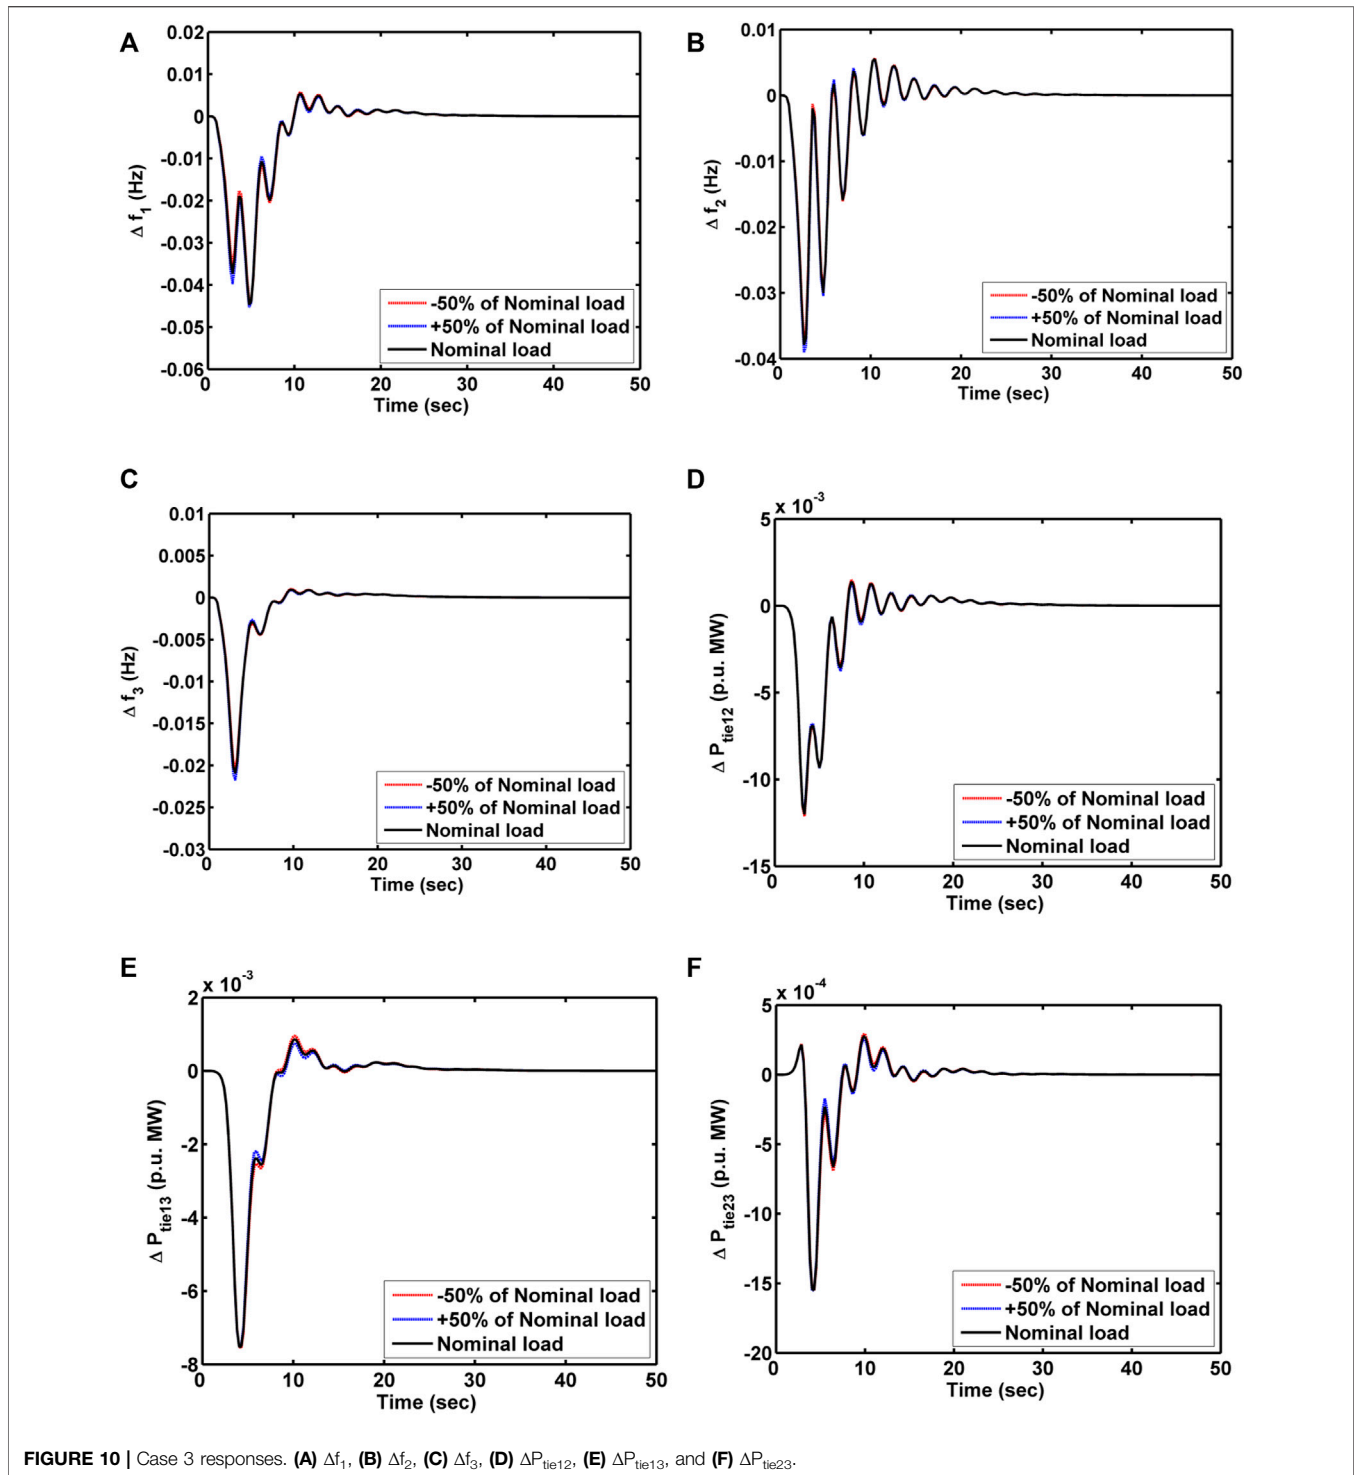 A
0.02
0.01
0
-0.01
-0.02
-0.03
-0.04
-0.05
-0.06
Δ f1 (Hz)
-50% of Nominal load
+50% of Nominal load
Nominal load
0 10 20 30 40 50
Time (sec)
B
0.01
0
-0.01
-0.02
-0.03
-0.04
Δ f2 (Hz)
-50% of Nominal load
+50% of Nominal load
Nominal load
0 10 20 30 40 50
Time (sec)
C
0.01
0.005
0
-0.005
-0.01
-0.015
-0.02
-0.025
-0.03
Δ f3 (Hz)
-50% of Nominal load
+50% of Nominal load
Nominal load
0 10 20 30 40 50
Time (sec)
D
x 10-3
5
0
-5
-10
-15
Δ Ptie12 (p.u. MW)
-50% of Nominal load
+50% of Nominal load
Nominal load
0 10 20 30 40 50
Time (sec)
E
x 10-3
2
0
-2
-4
-6
-8
Δ Ptie13 (p.u. MW)
-50% of Nominal load
+50% of Nominal load
Nominal load
0 10 20 30 40 50
Time (sec)
F
x 10-4
5
0
-5
-10
-15
-20
Δ Ptie23 (p.u. MW)
-50% of Nominal load
+50% of Nominal load
Nominal load
0 10 20 30 40 50
Time (sec)
FIGURE 10 | Case 3 responses. (A) Δf1, (B) Δf2, (C) Δf3, (D) ΔPtie12, (E) ΔPtie13, and (F) ΔPtie23.